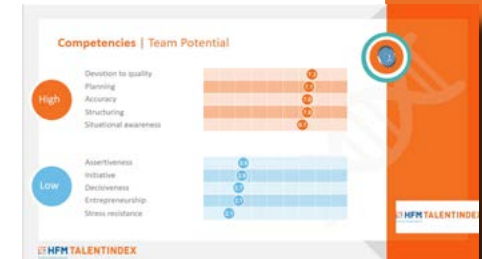 Competencies | Team Potential
High
Devotion to quality
Planning
Accuracy
Structuring
Situational awareness
Low
Assertiveness
Initiative
Decisiveness
Entrepreneurship
Stress resistance
HFM TALENTINDEX
HFM TALENTINDEX